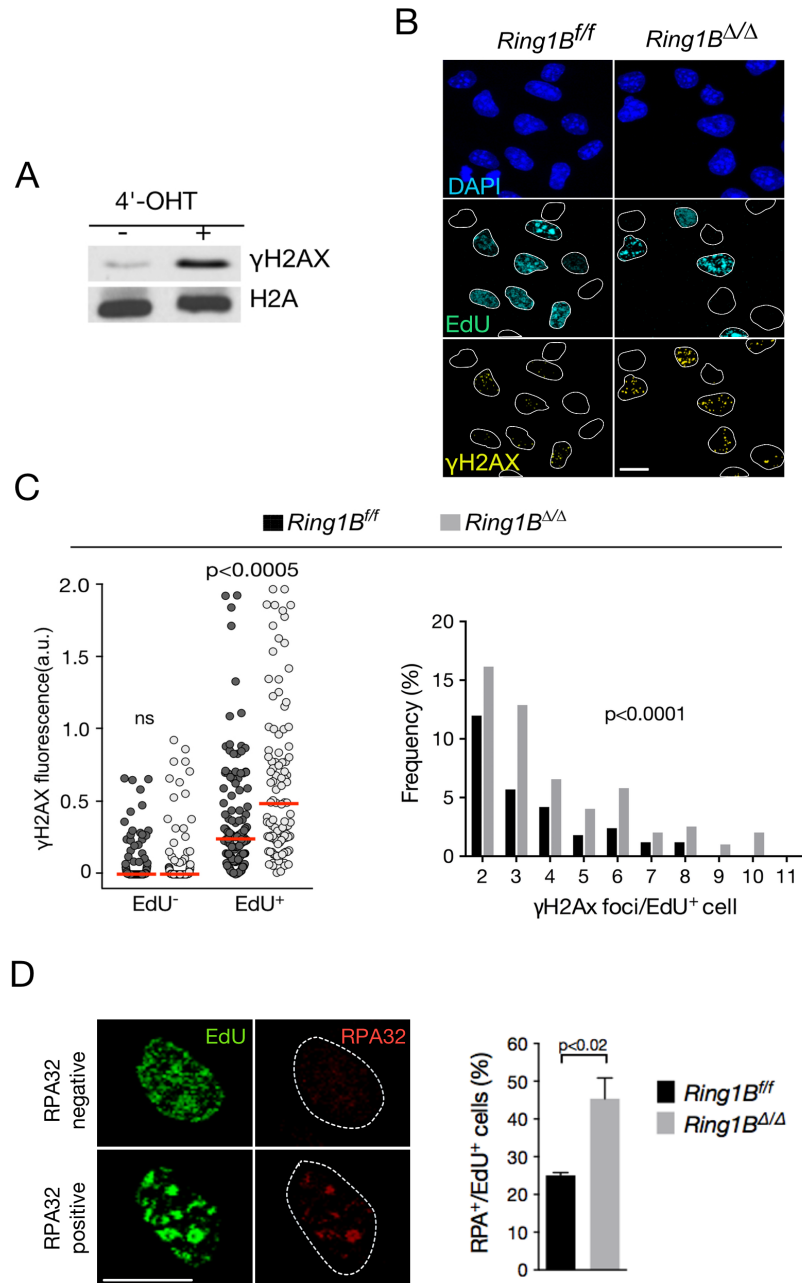 A
4'-OHT
- +
γH2AX
H2A
B
Ring1B^f/f Ring1B^Δ/Δ
DAPI
EdU
γH2AX
C
Ring1B^f/f Ring1B^Δ/Δ
γH2AX fluorescence(a.u.)
2.0
1.5
1.0
0.5
0
p<0.0005
ns
EdU⁻ EdU⁺
Frequency (%)
20
15
10
5
0
p<0.0001
2 3 4 5 6 7 8 9 10 11
γH2Ax foci/EdU⁺ cell
D
RPA32
negative
RPA32
positive
EdU RPA32
RPA⁺/EdU⁺ cells (%)
60
50
40
30
20
10
0
p<0.02
Ring1B^f/f
Ring1B^Δ/Δ